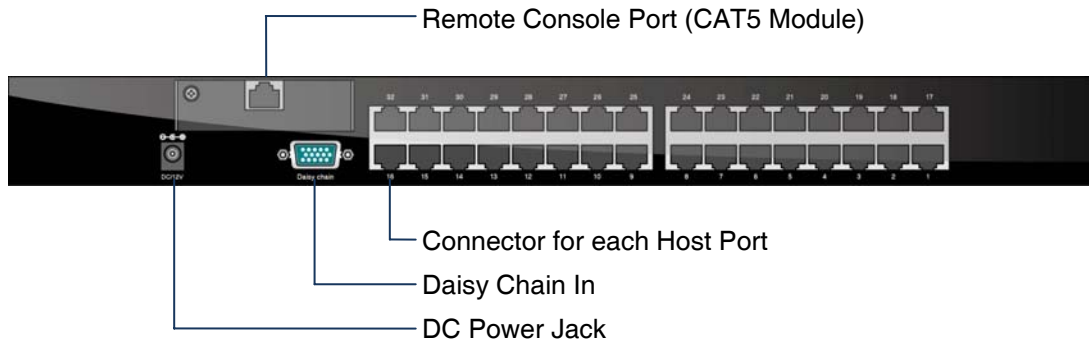 Remote Console Port (CAT5 Module)
32 31 30 29 28 27 26 25 24 23 22 21 20 19 18 17
DC/12V
Daisy chain
16 15 14 13 12 11 10 9 8 7 6 5 4 3 2 1
Connector for each Host Port
Daisy Chain In
DC Power Jack